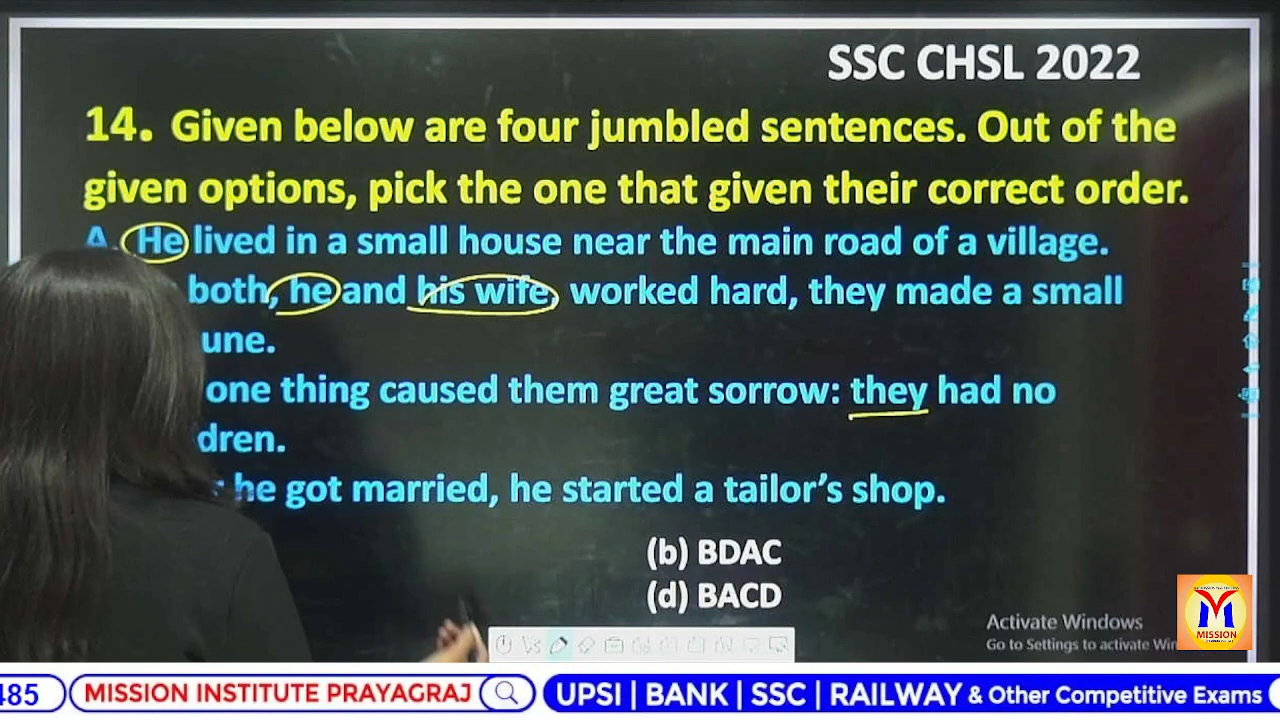 SSC CHSL 2022
14. Given below are four jumbled sentences. Out of the
given options, pick the one that given their correct order.
A. He lived in a small house near the main road of a village.
both, he and his wife, worked hard, they made a small
une.
one thing caused them great sorrow: they had no
dren.
he got married, he started a tailor's shop.
(b) BDAC
(d) BACD
Activate Windows
Go to Settings to activate Win
MISSION
485 MISSION INSTITUTE PRAYAGRAJ UPSI | BANK | SSC | RAILWAY & Other Competitive Exams